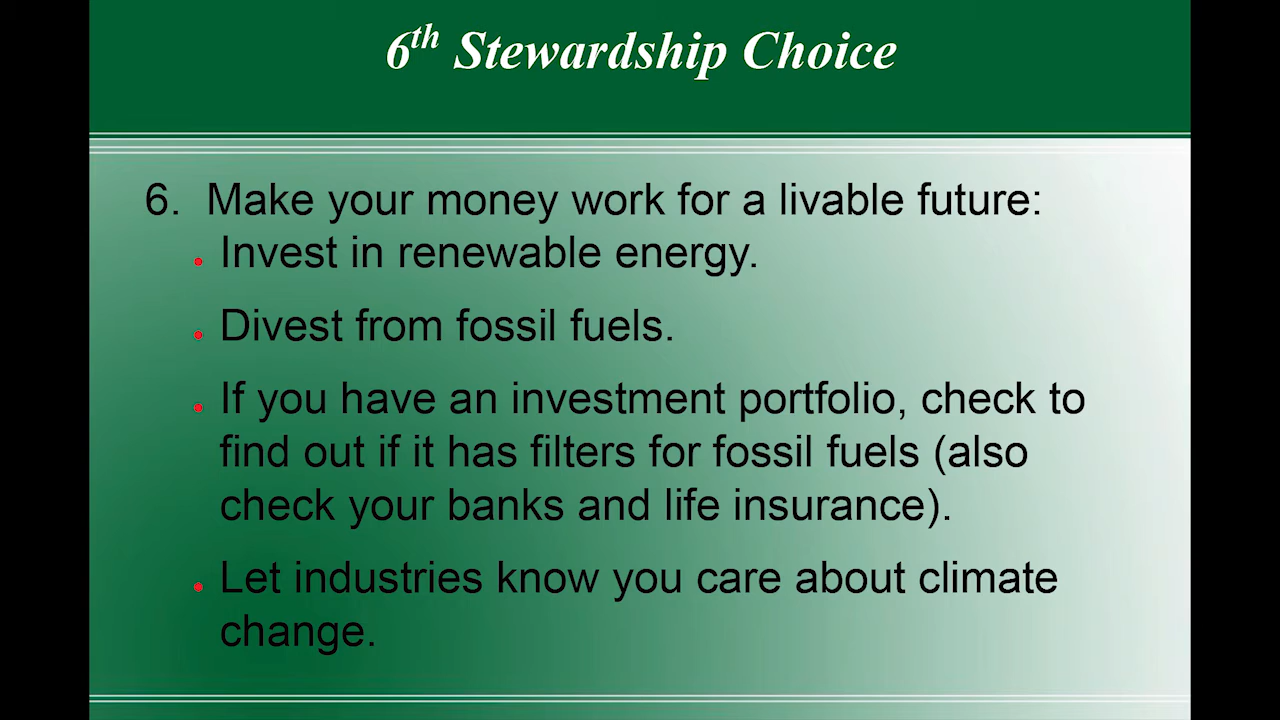 6th Stewardship Choice
6. Make your money work for a livable future:
• Invest in renewable energy.
• Divest from fossil fuels.
• If you have an investment portfolio, check to
find out if it has filters for fossil fuels (also
check your banks and life insurance).
• Let industries know you care about climate
change.